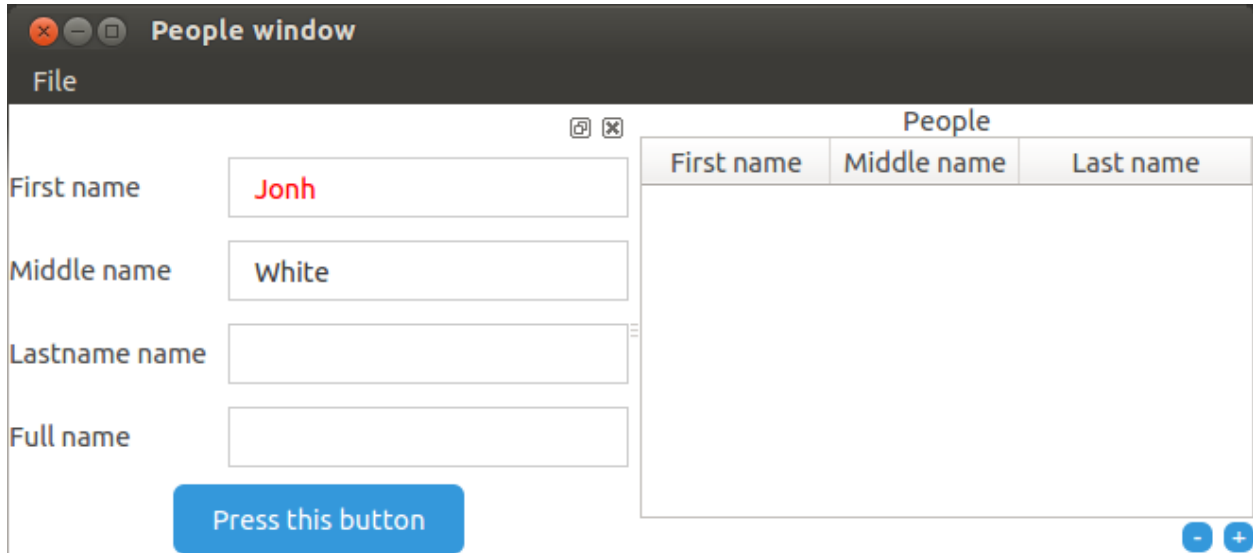 People window
File
People
First name Middle name Last name
First name Jonh
Middle name White
Lastname name
Full name
Press this button
- +